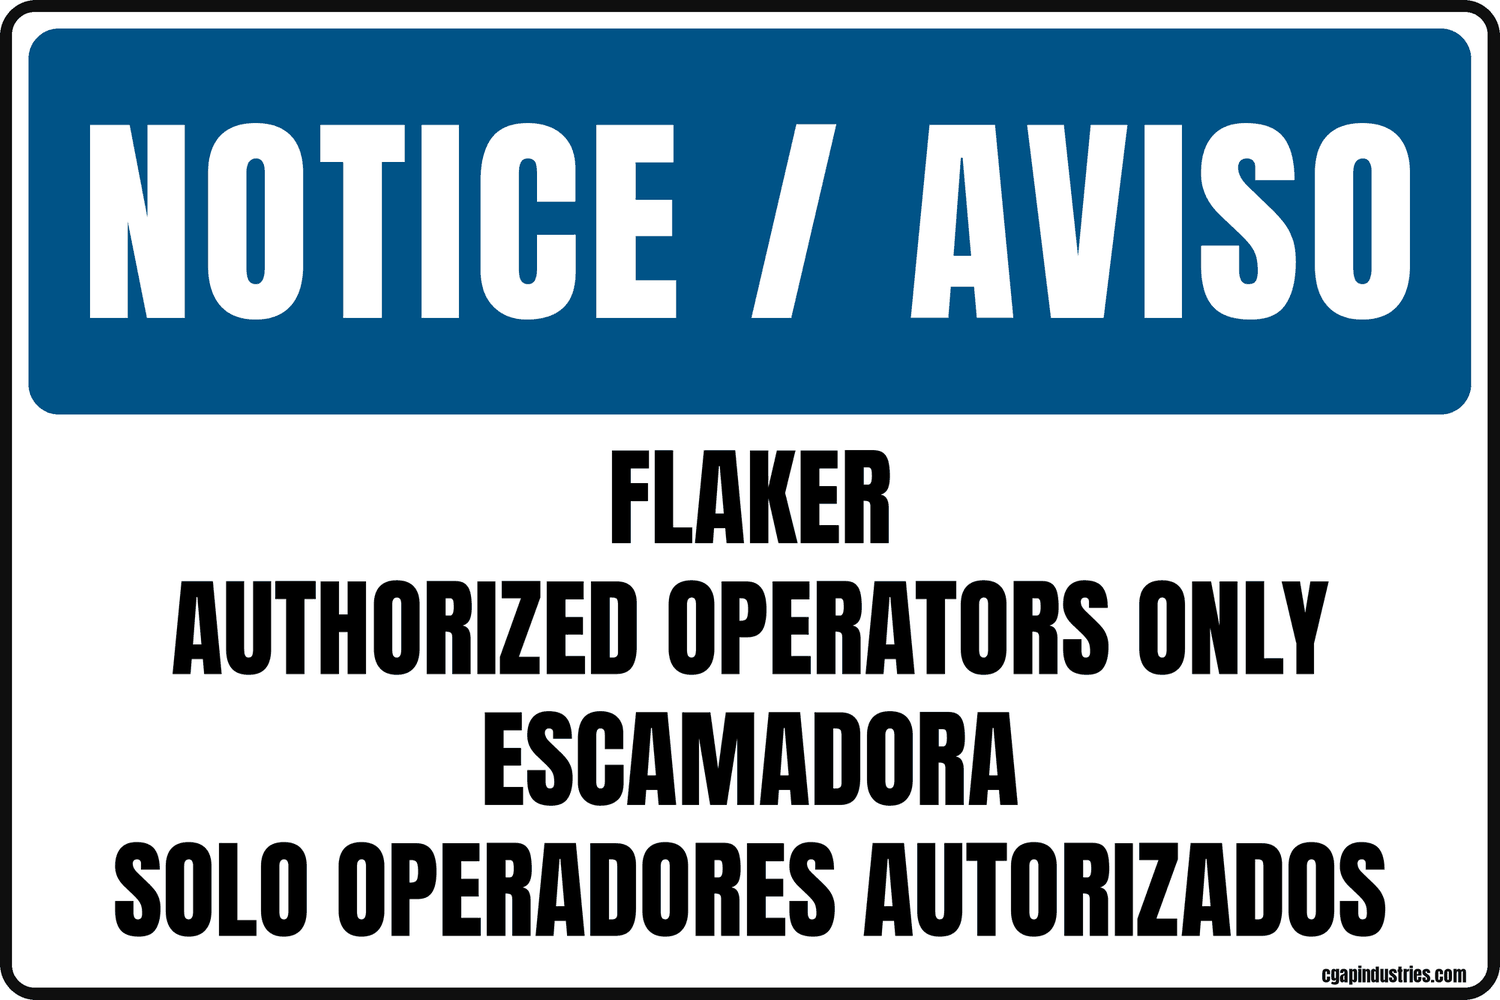 NOTICE / AVISO
FLAKER
AUTHORIZED OPERATORS ONLY
ESCAMADORA
SOLO OPERADORES AUTORIZADOS
cgapindustries.com